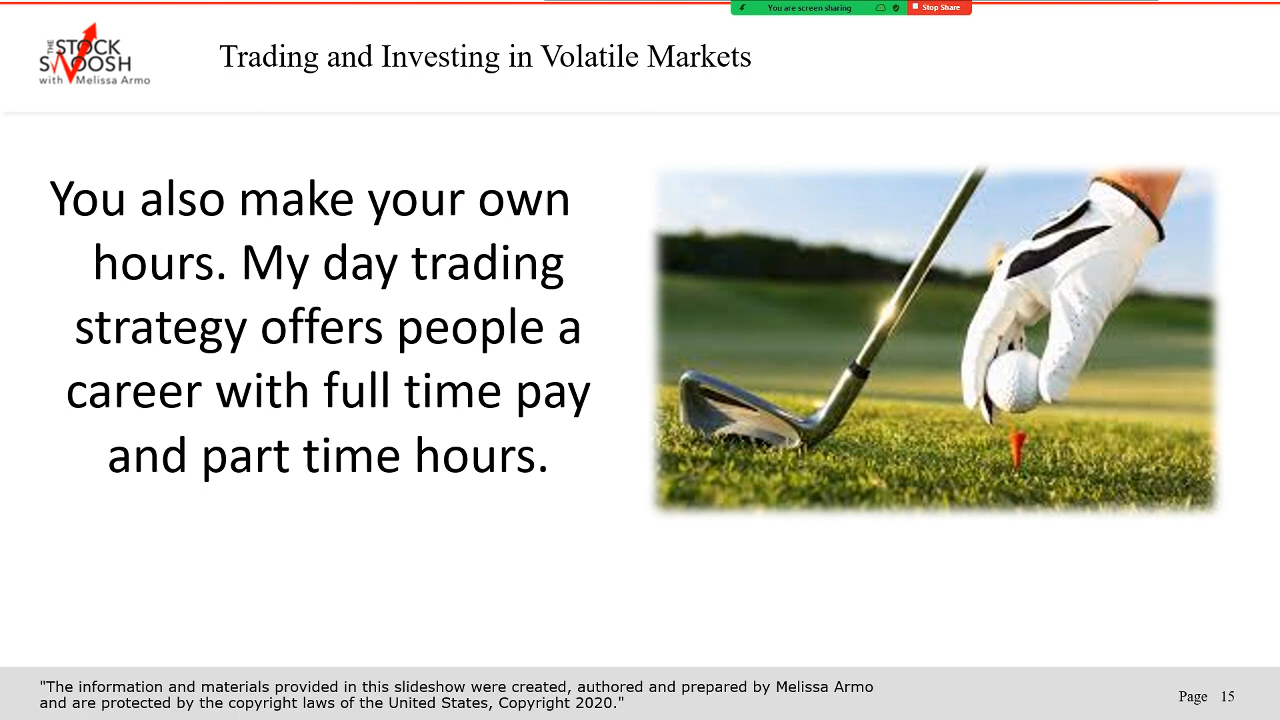 You are screen sharing
Stop Share
THE STOCK
SWOOSH
with Melissa Armo
Trading and Investing in Volatile Markets
You also make your own
hours. My day trading
strategy offers people a
career with full time pay
and part time hours.
"The information and materials provided in this slideshow were created, authored and prepared by Melissa Armo
and are protected by the copyright laws of the United States, Copyright 2020."
Page 15